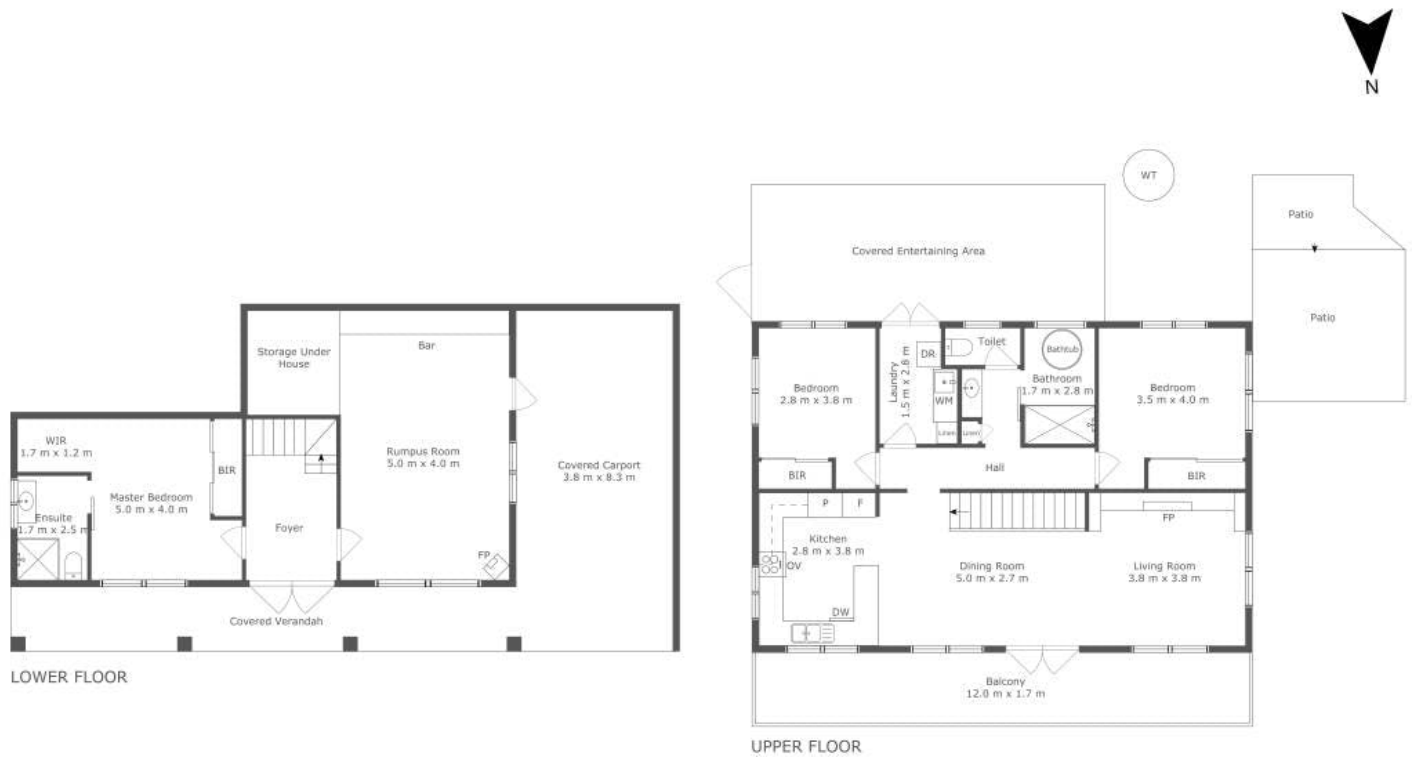 N
WT
Patio
Covered Entertaining Area
Patio
Storage Under
House
Bar
Toilet
DR
Bathtub
Laundry
1.5 m x 2.8 m
Bedroom
2.8 m x 3.8 m
WM
Bathroom
1.7 m x 2.8 m
Bedroom
3.5 m x 4.0 m
Linen
Linen
WIR
1.7 m x 1.2 m
BIR
Rumpus Room
5.0 m x 4.0 m
Covered Carport
3.8 m x 8.3 m
Hall
BIR
BIR
Master Bedroom
5.0 m x 4.0 m
Ensuite
1.7 m x 2.5 m
Foyer
FP
P
F
FP
Kitchen
2.8 m x 3.8 m
OV
Dining Room
5.0 m x 2.7 m
Living Room
3.8 m x 3.8 m
DW
Covered Verandah
LOWER FLOOR
Balcony
12.0 m x 1.7 m
UPPER FLOOR